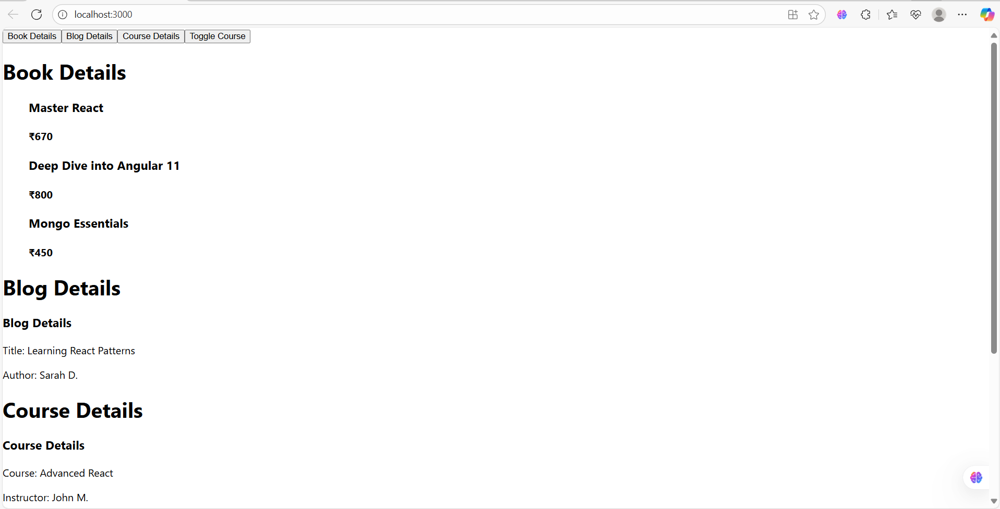 localhost:3000
Book Details Blog Details Course Details Toggle Course
Book Details
Master React
₹670
Deep Dive into Angular 11
₹800
Mongo Essentials
₹450
Blog Details
Blog Details
Title: Learning React Patterns
Author: Sarah D.
Course Details
Course Details
Course: Advanced React
Instructor: John M.